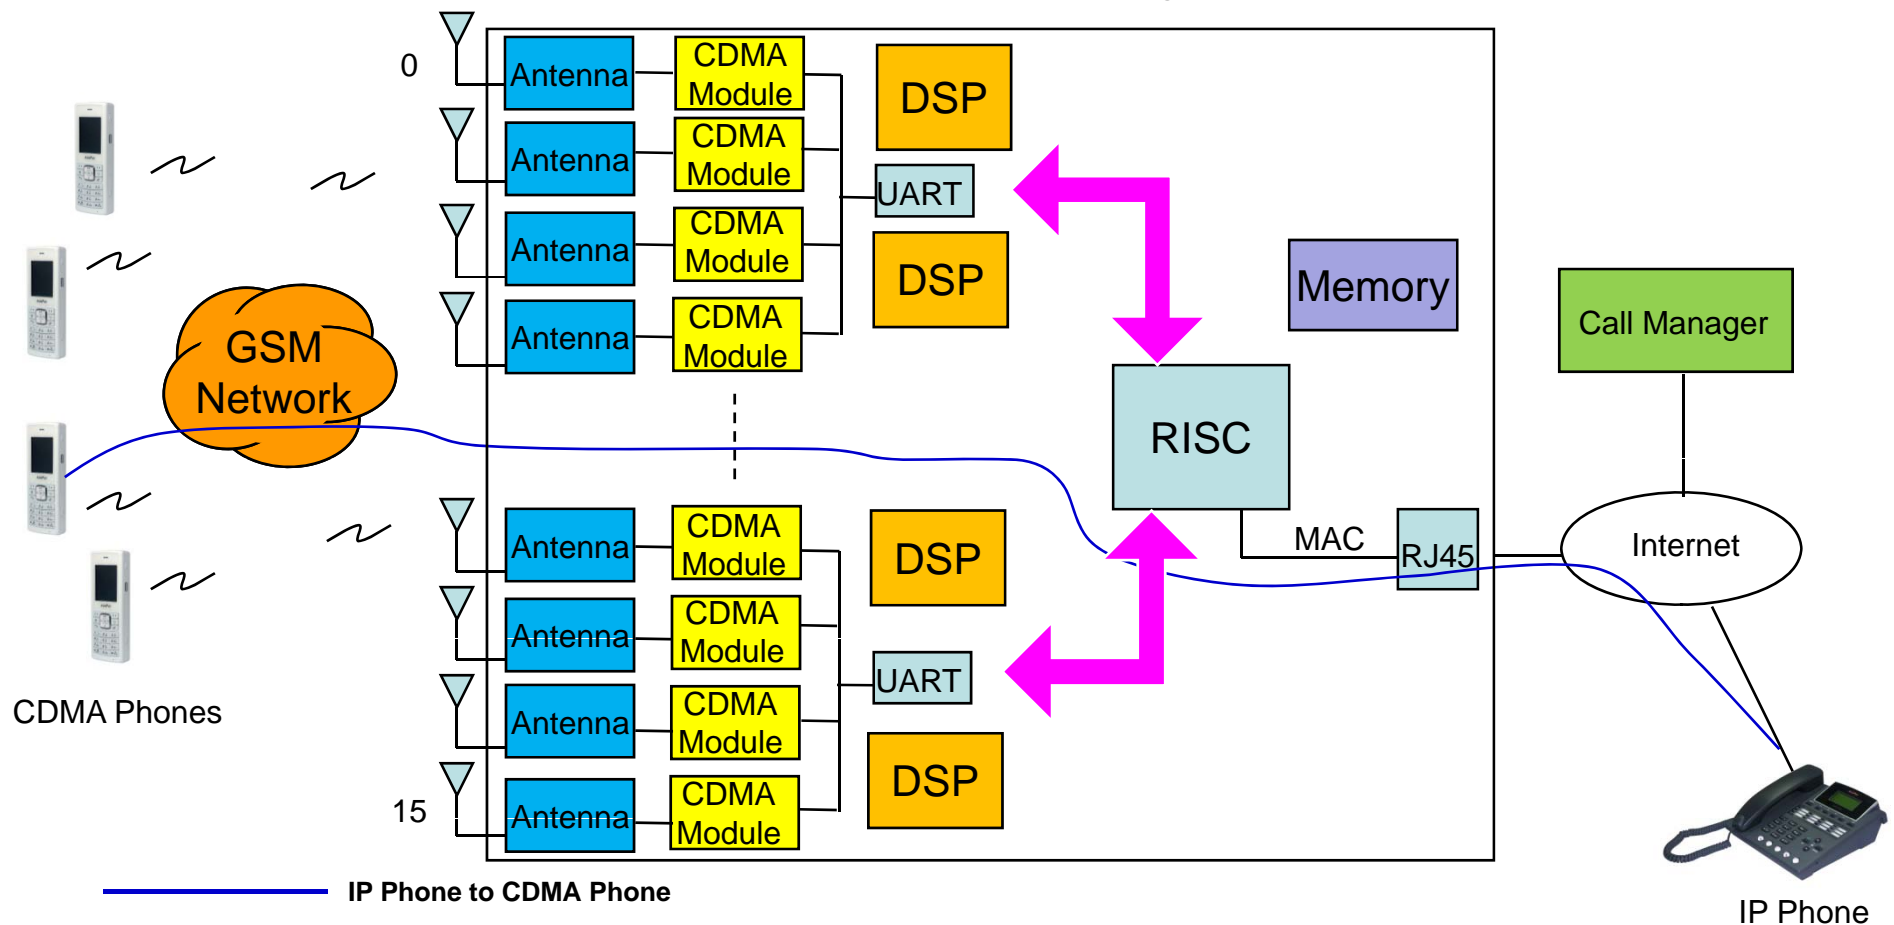 0
Antenna
CDMA
Module
DSP
Antenna
CDMA
Module
UART
Antenna
CDMA
Module
DSP
Memory
Antenna
CDMA
Module
Call Manager
GSM
Network
RISC
Antenna
CDMA
Module
DSP
MAC
RJ45
Internet
Antenna
CDMA
Module
UART
CDMA Phones
Antenna
CDMA
Module
DSP
15
Antenna
CDMA
Module
IP Phone to CDMA Phone
IP Phone